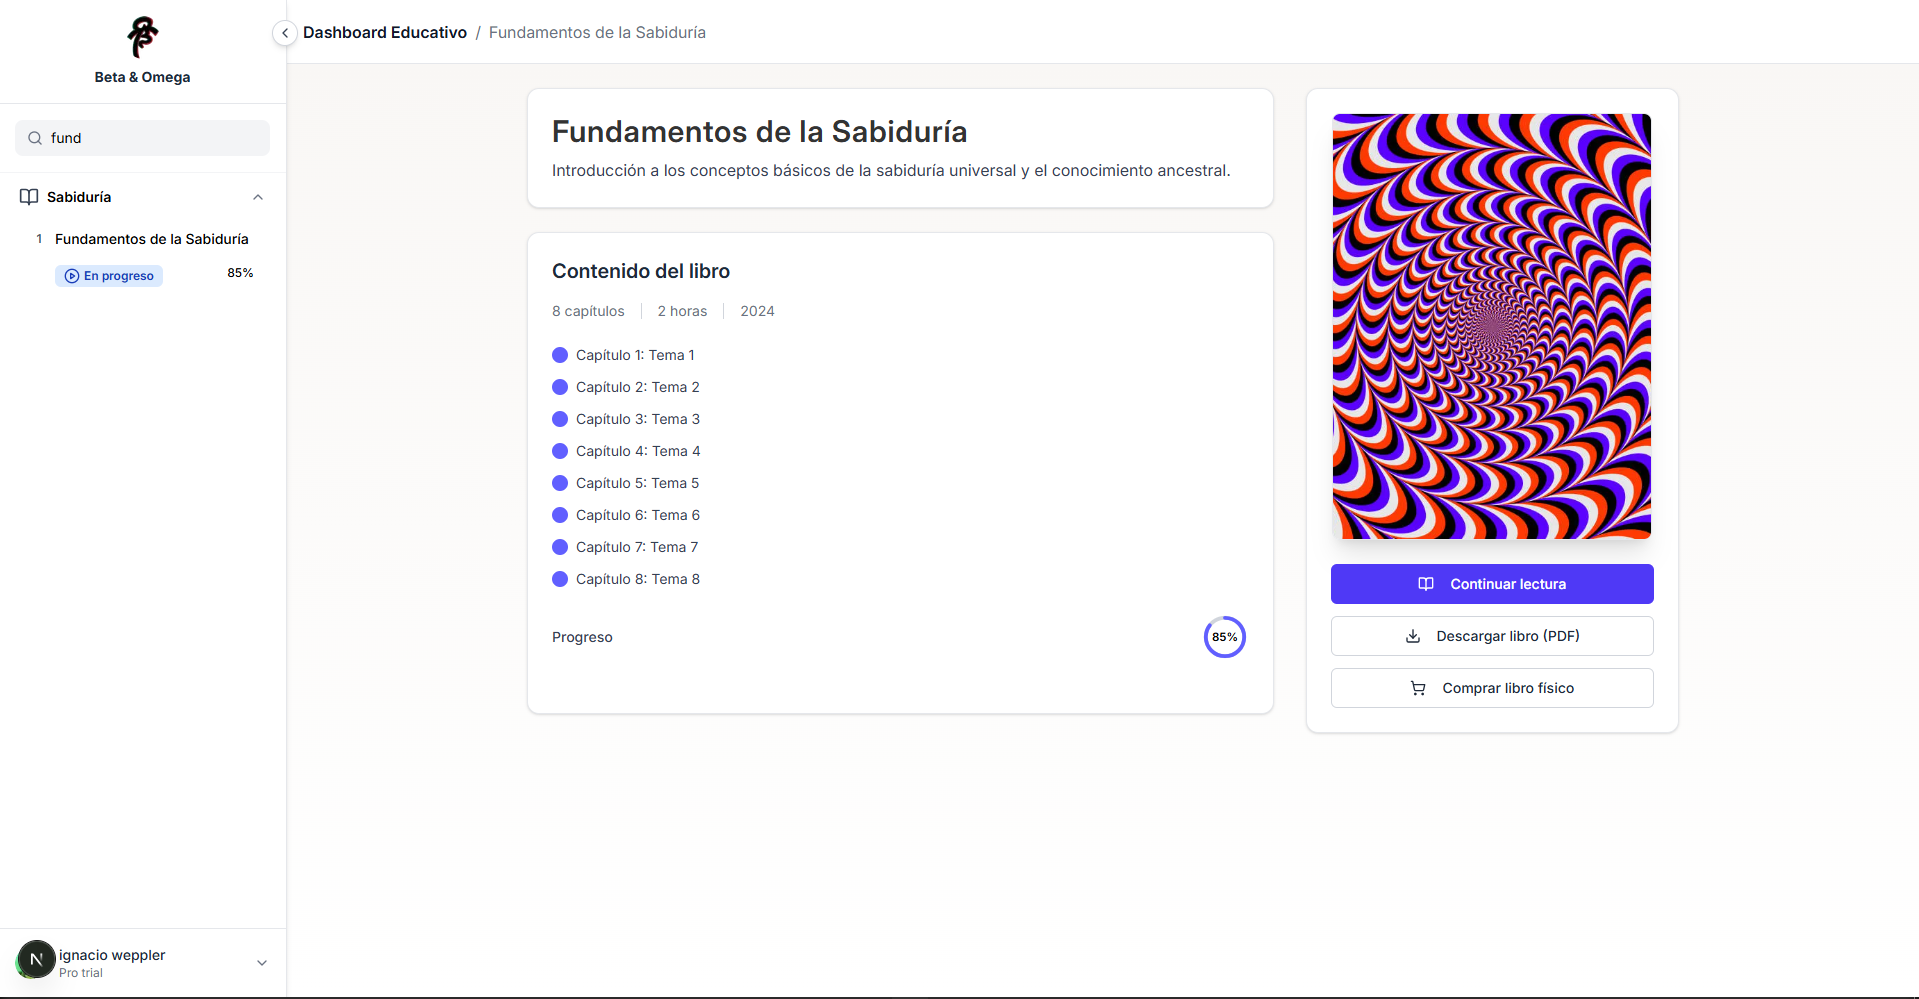 Beta & Omega
fund
Sabiduría
1 Fundamentos de la Sabiduría
En progreso 85%
ignacio weppler
Pro trial
N
Dashboard Educativo / Fundamentos de la Sabiduría
Fundamentos de la Sabiduría
Introducción a los conceptos básicos de la sabiduría universal y el conocimiento ancestral.
Contenido del libro
8 capítulos 2 horas 2024
Capítulo 1: Tema 1
Capítulo 2: Tema 2
Capítulo 3: Tema 3
Capítulo 4: Tema 4
Capítulo 5: Tema 5
Capítulo 6: Tema 6
Capítulo 7: Tema 7
Capítulo 8: Tema 8
Progreso 85%
Continuar lectura
Descargar libro (PDF)
Comprar libro físico